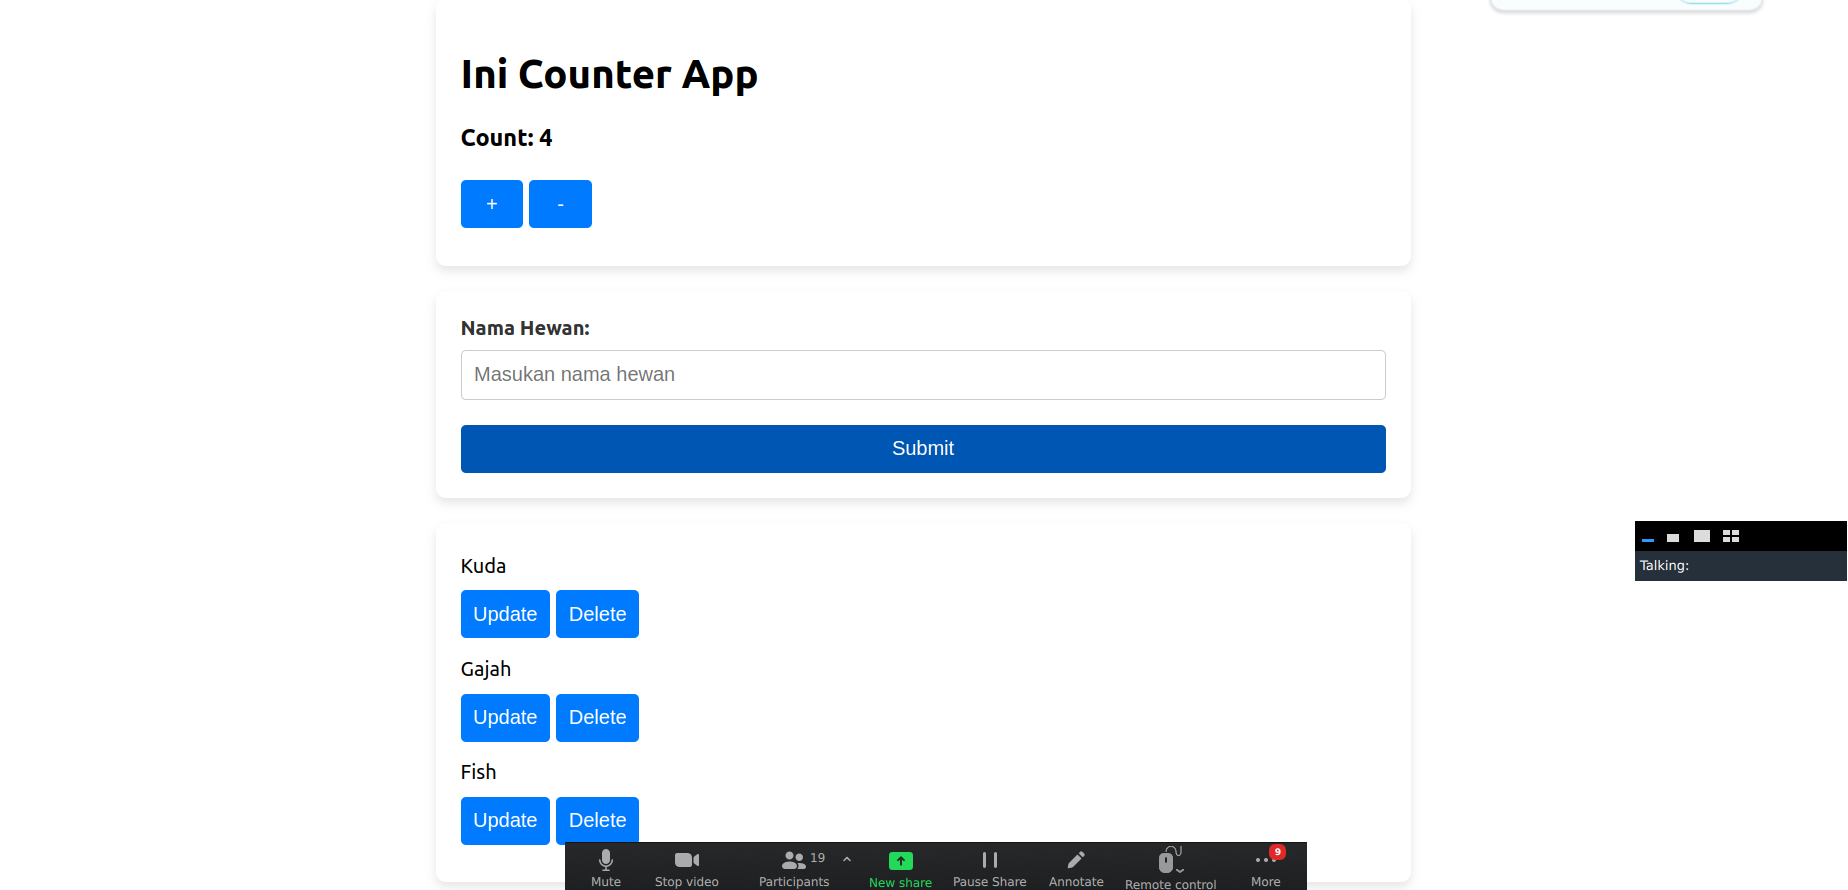 Ini Counter App
Count: 4
+ -
Nama Hewan:
Masukan nama hewan
Submit
Kuda
Update Delete
Gajah
Update Delete
Fish
Update Delete
Talking:
19
9
Mute Stop video Participants New share Pause Share Annotate Remote control More